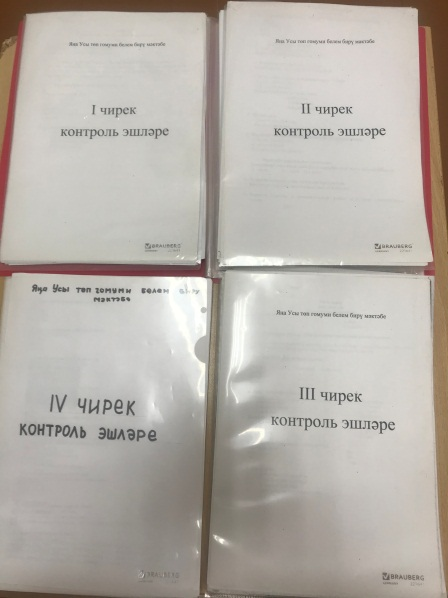 Яңа Усы төп гомуми белем бирү мәктәбе
I чирек
контроль эшләре
BRAUBERG
Яңа Усы төп гомуми белем бирү мәктәбе
II чирек
контроль эшләре
BRAUBERG
Яңа Усы төп гомуми белем бирү
мәктәбе
IV ЧИРЕК
КОНТРОЛЬ ЭШЛӘРЕ
BRAUBERG
Яңа Усы төп гомуми белем бирү мәктәбе
III чирек
контроль эшләре
BRAUBERG